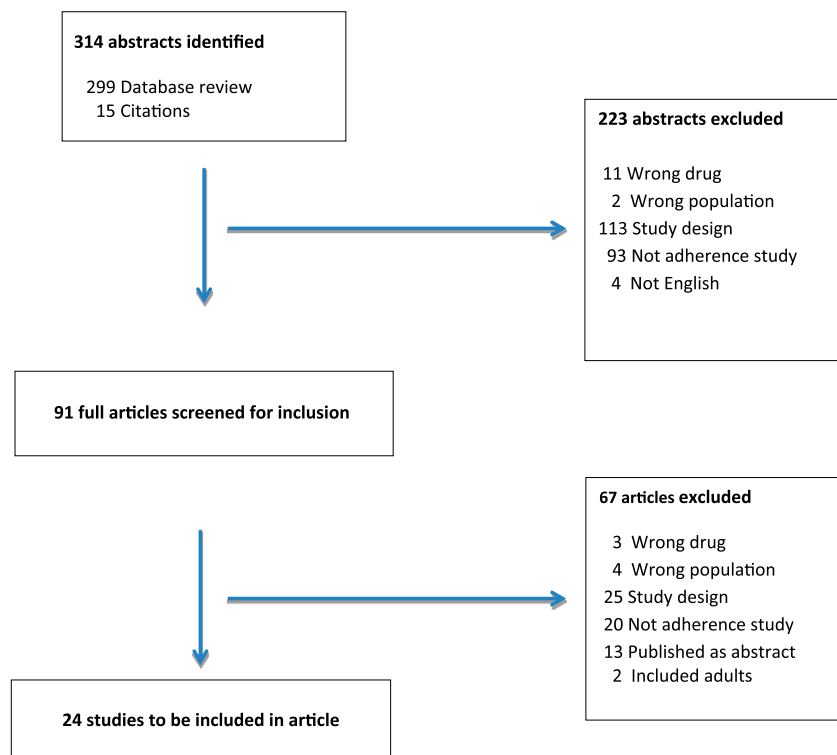 314 abstracts identified
299 Database review
15 Citations
223 abstracts excluded
11 Wrong drug
2 Wrong population
113 Study design
93 Not adherence study
4 Not English
91 full articles screened for inclusion
67 articles excluded
3 Wrong drug
4 Wrong population
25 Study design
20 Not adherence study
13 Published as abstract
2 Included adults
24 studies to be included in article